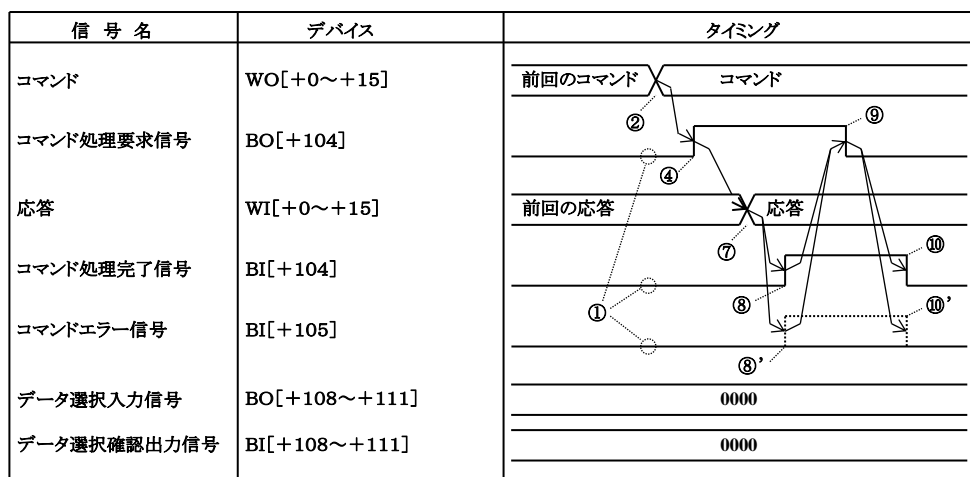 信 号 名 デバイス タイミング
コマンド WO[+0～+15] 前回のコマンド コマンド
②
⑨
コマンド処理要求信号 BO[+104]
④
応答 WI[+0～+15] 前回の応答 応答
⑦
⑩
コマンド処理完了信号 BI[+104]
⑧
①
⑩'
コマンドエラー信号 BI[+105]
⑧'
データ選択入力信号 BO[+108～+111] 0000
データ選択確認出力信号 BI[+108～+111] 0000